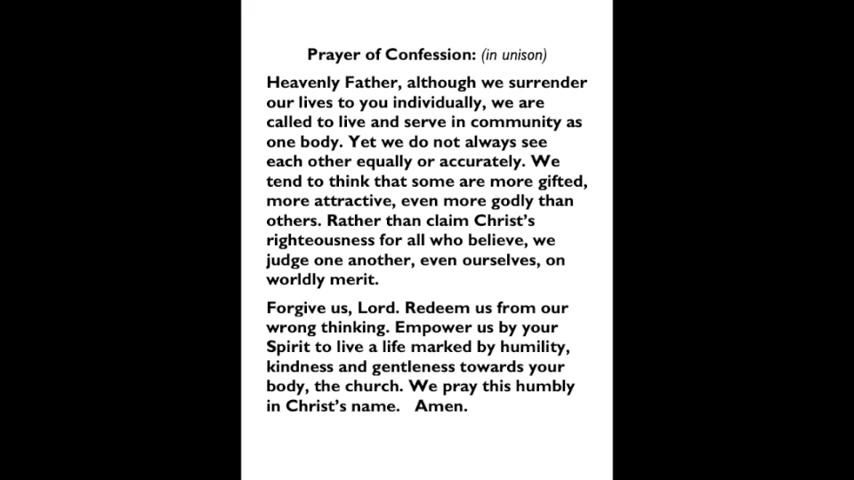 Prayer of Confession: (in unison)
Heavenly Father, although we surrender
our lives to you individually, we are
called to live and serve in community as
one body. Yet we do not always see
each other equally or accurately. We
tend to think that some are more gifted,
more attractive, even more godly than
others. Rather than claim Christ’s
righteousness for all who believe, we
judge one another, even ourselves, on
worldly merit.
Forgive us, Lord. Redeem us from our
wrong thinking. Empower us by your
Spirit to live a life marked by humility,
kindness and gentleness towards your
body, the church. We pray this humbly
in Christ’s name.   Amen.